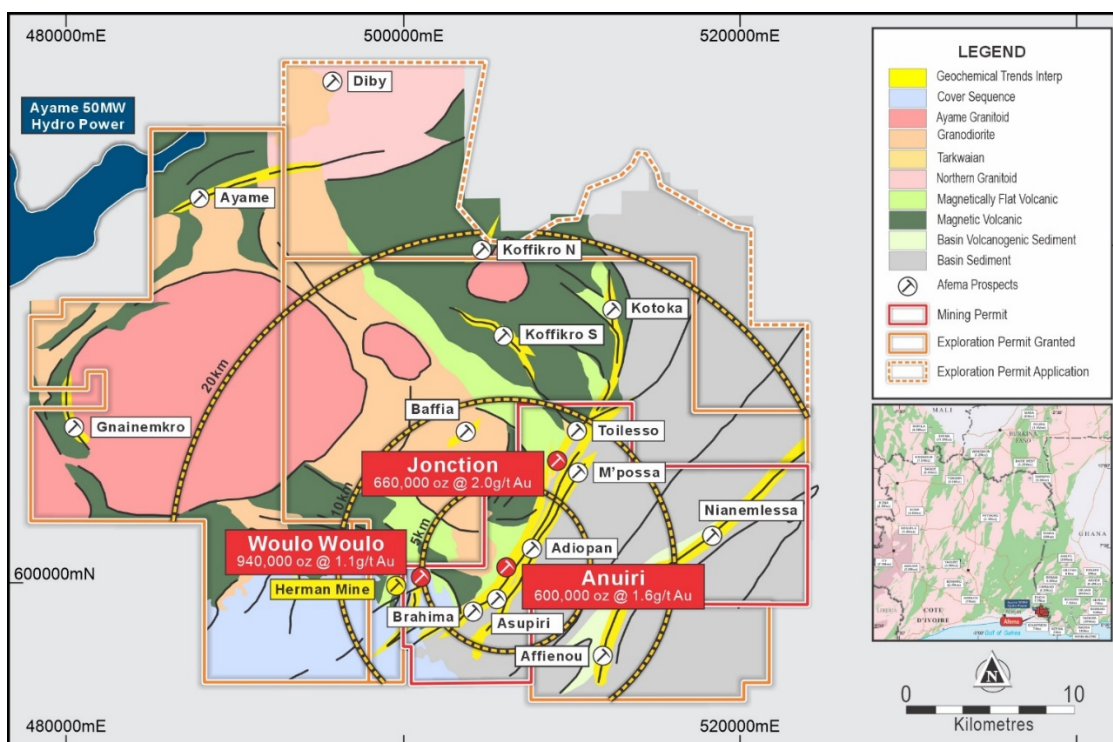 480000mE
500000mE
520000mE
Diby
Ayame 50MW
Hydro Power
Ayame
Koffikro N
Kotoka
Koffikro S
20km
Gnainemkro
Baffia
Toilesso
Jonction
660,000 oz @ 2.0g/t Au
M'possa
10km
5km
Nianemlessa
Woulo Woulo
940,000 oz @ 1.1g/t Au
Adiopan
600000mN
Herman Mine
Anuiri
600,000 oz @ 1.6g/t Au
Brahima
Asupiri
Affienou
480000mE
520000mE
LEGEND
Geochemical Trends Interp
Cover Sequence
Ayame Granitoid
Granodiorite
Tarkwaian
Northern Granitoid
Magnetically Flat Volcanic
Magnetic Volcanic
Basin Volcanogenic Sediment
Basin Sediment
Afema Prospects
Mining Permit
Exploration Permit Granted
Exploration Permit Application
MALI
BURKINA
FASO
GHANA
COTE
D'IVOIRE
Afema
Gulf of Guinea
N
0
10
Kilometres